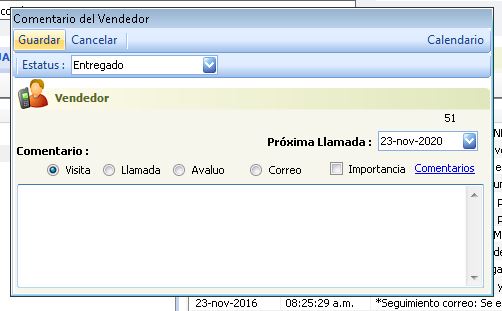 Comentario del Vendedor
Guardar Cancelar Calendario
Estatus : Entregado
Vendedor
51
Próxima Llamada : 23-nov-2020
Comentario :
Visita Llamada Avaluo Correo Importancia Comentarios
23-nov-2016 08:25:29 a.m. *Seguimiento correo: Se e